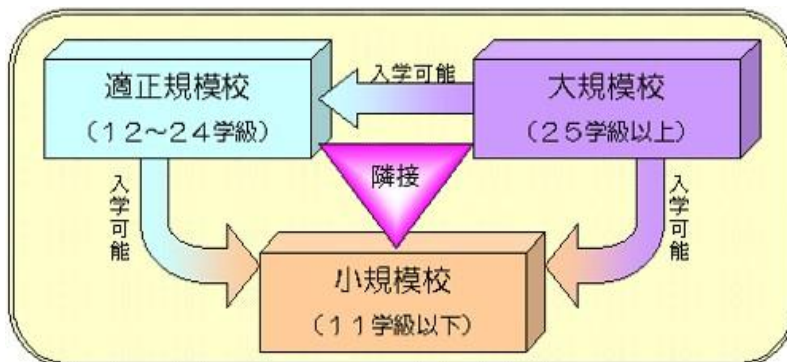 適正規模校
（１２～２４学級）
入学可能
大規模校
（２５学級以上）
隣接
入学可能
入学可能
小規模校
（１１学級以下）